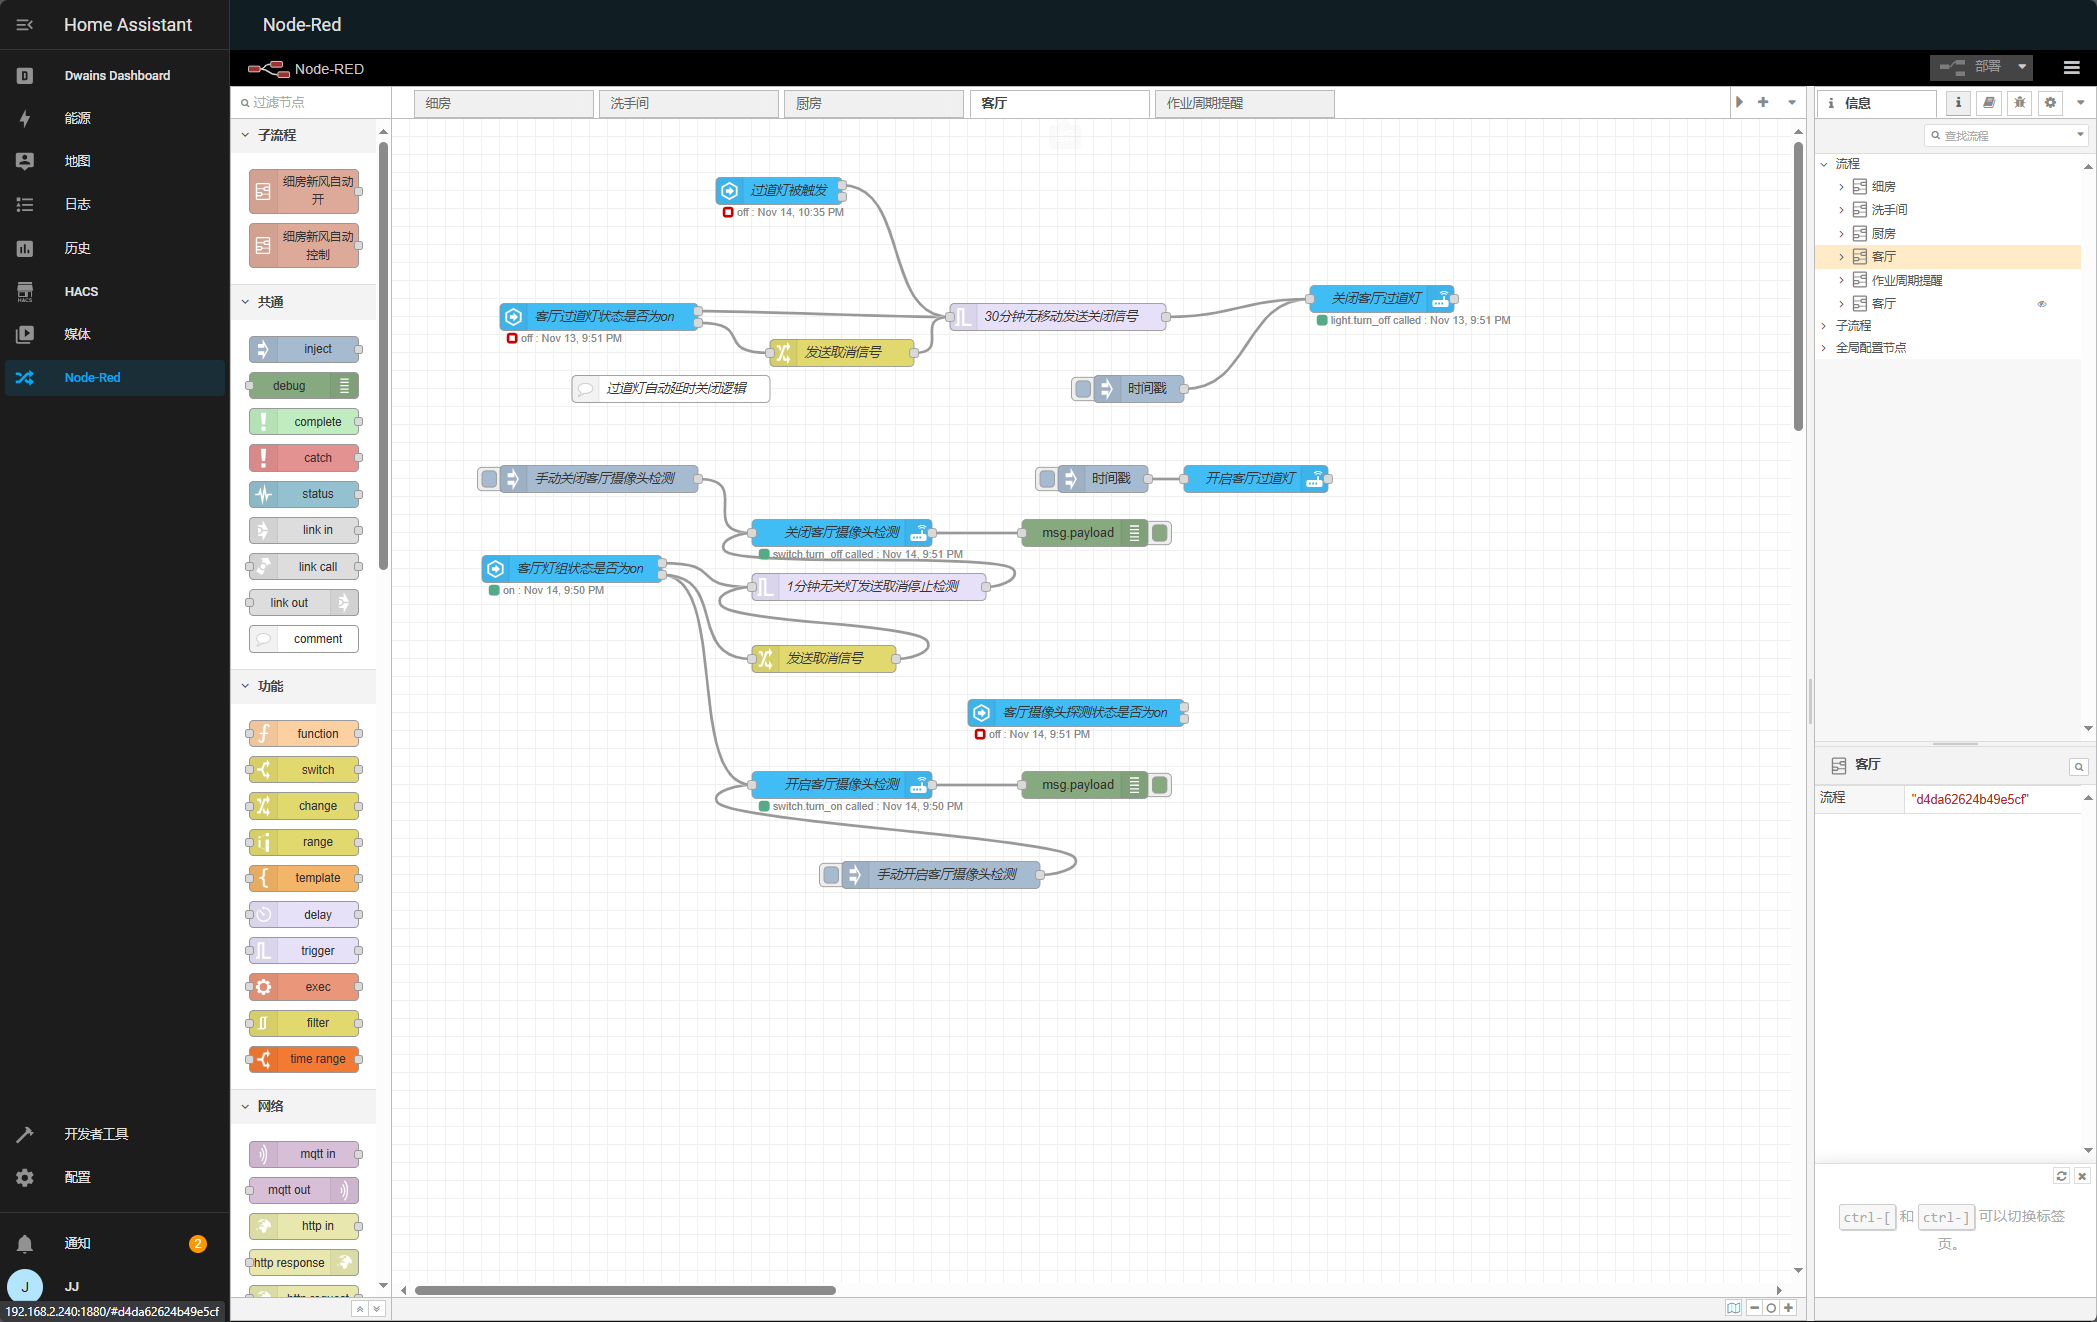 Home Assistant
Node-Red
D
Dwains Dashboard
能源
地图
日志
历史
HACS
HACS
媒体
Node-Red
开发者工具
配置
通知
2
J
JJ
192.168.2.240:1880/#d4da62624b49e5cf
Node-RED
部署
过滤节点
子流程
细房新风自动
开
细房新风自动
控制
共通
inject
debug
complete
catch
status
link in
link call
link out
comment
功能
function
switch
change
range
template
delay
trigger
exec
filter
time range
网络
mqtt in
mqtt out
http in
http response
http request
细房
洗手间
厨房
客厅
作业周期提醒
过道灯被触发
off : Nov 14, 10:35 PM
客厅过道灯状态是否为on
off : Nov 13, 9:51 PM
30分钟无移动发送关闭信号
关闭客厅过道灯
light.turn_off called : Nov 13, 9:51 PM
发送取消信号
过道灯自动延时关闭逻辑
时间戳
手动关闭客厅摄像头检测
时间戳
开启客厅过道灯
关闭客厅摄像头检测
msg.payload
switch.turn_off called : Nov 14, 9:51 PM
客厅灯组状态是否为on
on : Nov 14, 9:50 PM
1分钟无关灯发送取消停止检测
发送取消信号
客厅摄像头探测状态是否为on
off : Nov 14, 9:51 PM
开启客厅摄像头检测
msg.payload
switch.turn_on called : Nov 14, 9:50 PM
手动开启客厅摄像头检测
信息
查找流程
流程
细房
洗手间
厨房
客厅
作业周期提醒
客厅
子流程
全局配置节点
客厅
流程
"d4da62624b49e5cf"
ctrl-[ 和 ctrl-] 可以切换标签
页。